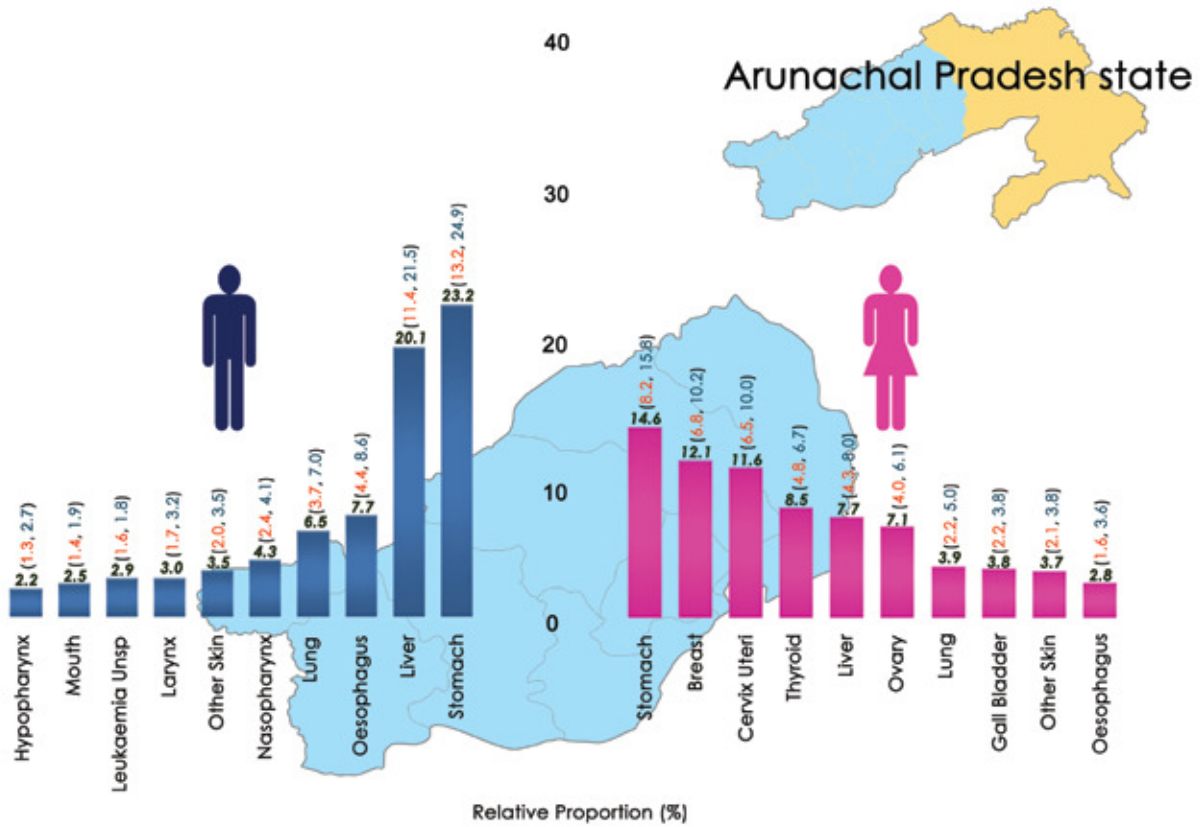 Arunachal Pradesh state
40
30
20
10
0
2.2 (1.3, 2.7)
2.5 (1.4, 1.9)
2.9 (1.6, 1.8)
3.0 (1.7, 3.2)
3.5 (2.0, 3.5)
4.3 (2.4, 4.1)
6.5 (3.7, 7.0)
7.7 (4.4, 8.6)
20.1 (11.4, 21.5)
23.2 (13.2, 24.9)
14.6 (8.2, 15.8)
12.1 (6.8, 10.2)
11.6 (6.5, 10.0)
8.5 (4.8, 6.7)
7.7 (4.3, 8.0)
7.1 (4.0, 6.1)
3.9 (2.2, 5.0)
3.8 (2.2, 3.8)
3.7 (2.1, 3.8)
2.8 (1.6, 3.6)
Hypopharynx
Mouth
Leukaemia Unsp
Larynx
Other Skin
Nasopharynx
Lung
Oesophagus
Liver
Stomach
Stomach
Breast
Cervix Uteri
Thyroid
Liver
Ovary
Lung
Gall Bladder
Other Skin
Oesophagus
Relative Proportion (%)